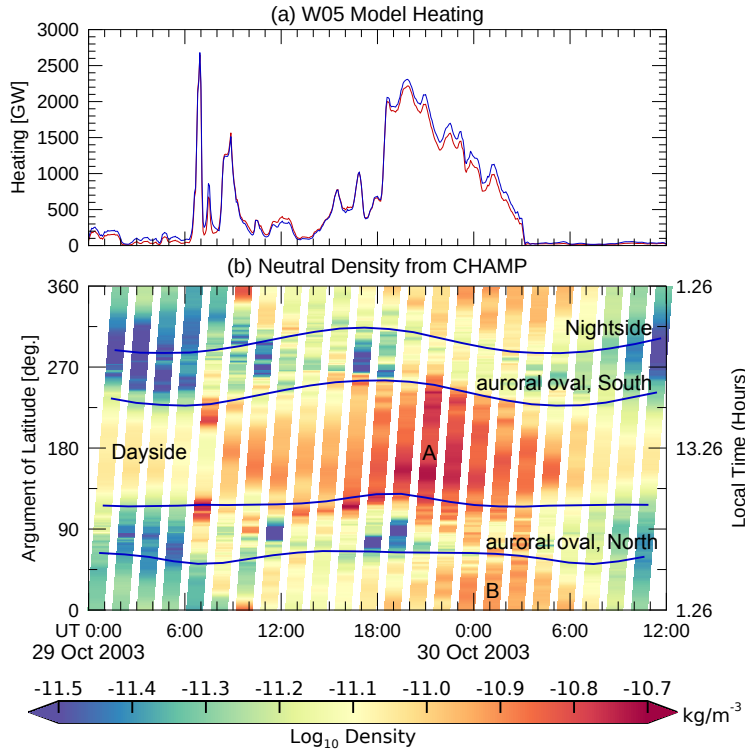 (a) W05 Model Heating
3000
2500
2000
1500
1000
500
0
Heating [GW]
(b) Neutral Density from CHAMP
360
270
180
90
0
Argument of Latitude [deg.]
Nightside
auroral oval, South
Dayside
A
auroral oval, North
B
1.26
13.26
1.26
Local Time (Hours)
UT 0:00 6:00 12:00 18:00 0:00 6:00 12:00
29 Oct 2003 30 Oct 2003
-11.5 -11.4 -11.3 -11.2 -11.1 -11.0 -10.9 -10.8 -10.7
kg/m⁻³
Log₁₀ Density